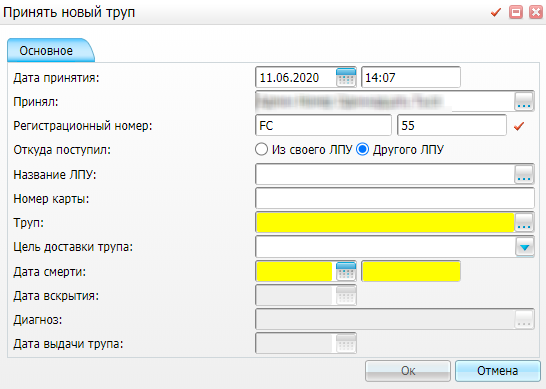 Принять новый труп
Основное
Дата принятия: 11.06.2020 14:07
Принял: ...
Регистрационный номер: FC 55
Откуда поступил: Из своего ЛПУ Другого ЛПУ
Название ЛПУ: ...
Номер карты:
Труп: ...
Цель доставки трупа:
Дата смерти:
Дата вскрытия:
Диагноз: ...
Дата выдачи трупа:
Ок Отмена